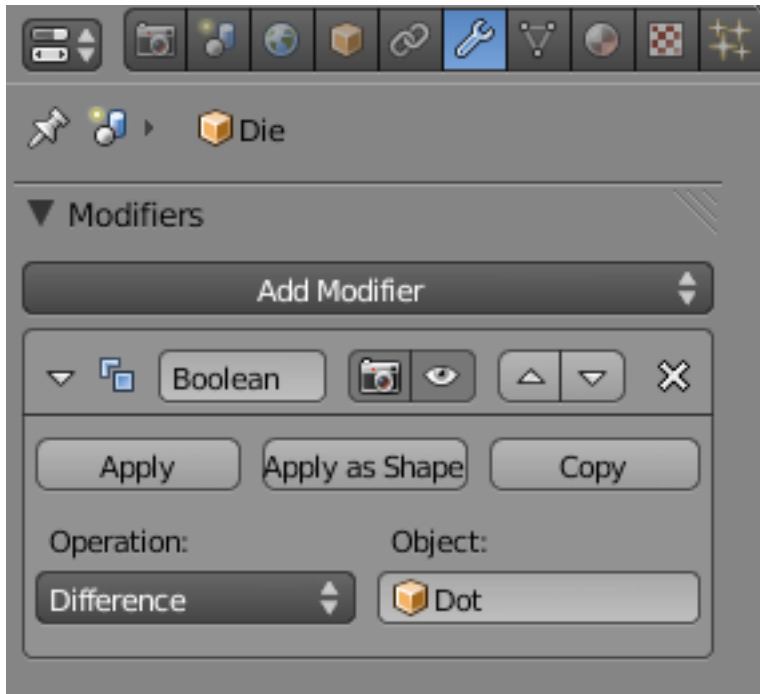 Die
Modifiers
Add Modifier
Boolean
Apply Apply as Shape Copy
Operation: Object:
Difference Dot